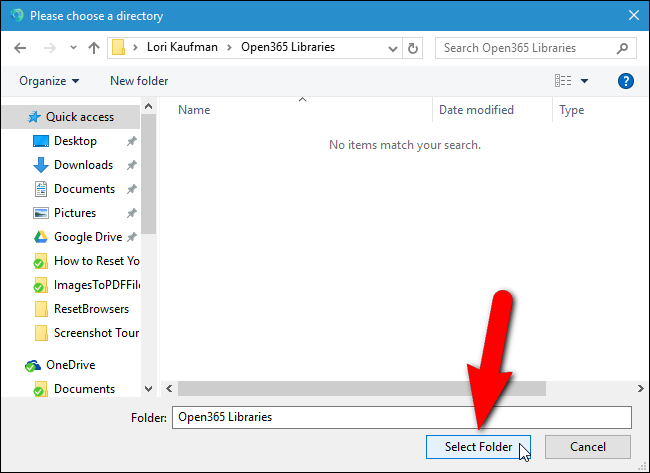 Please choose a directory
Lori Kaufman > Open365 Libraries
Search Open365 Libraries
Organize
New folder
?
Quick access
Desktop
Downloads
Documents
Pictures
Google Drive
How to Reset Yo
ImagesToPDFFile
ResetBrowsers
Screenshot Tour
OneDrive
Documents
Name
Date modified
Type
No items match your search.
Folder:
Open365 Libraries
Select Folder
Cancel